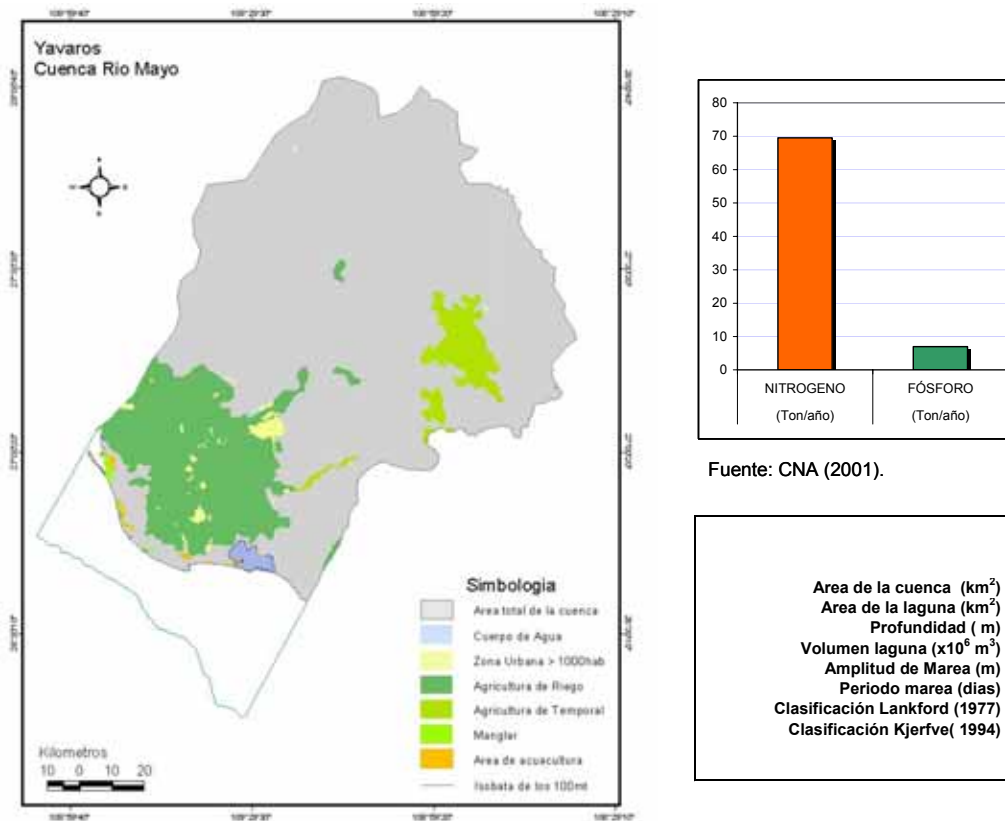 Yavaros
Cuenca Rio Mayo
Simbologia
Area total de la cuenca
Cuerpo de Agua
Zona Urbana > 1000hab
Agricultura de Riego
Agricultura de Temporal
Manglar
Area de acuacultura
Isobata de los 100mt
Kilometros
10 0 10 20
80
70
60
50
40
30
20
10
0
NITROGENO FÓSFORO
(Ton/año) (Ton/año)
Fuente: CNA (2001).
Area de la cuenca (km²)
Area de la laguna (km²)
Profundidad ( m)
Volumen laguna (x10⁶ m³)
Amplitud de Marea (m)
Periodo marea (dias)
Clasificación Lankford (1977)
Clasificación Kjerfve( 1994)